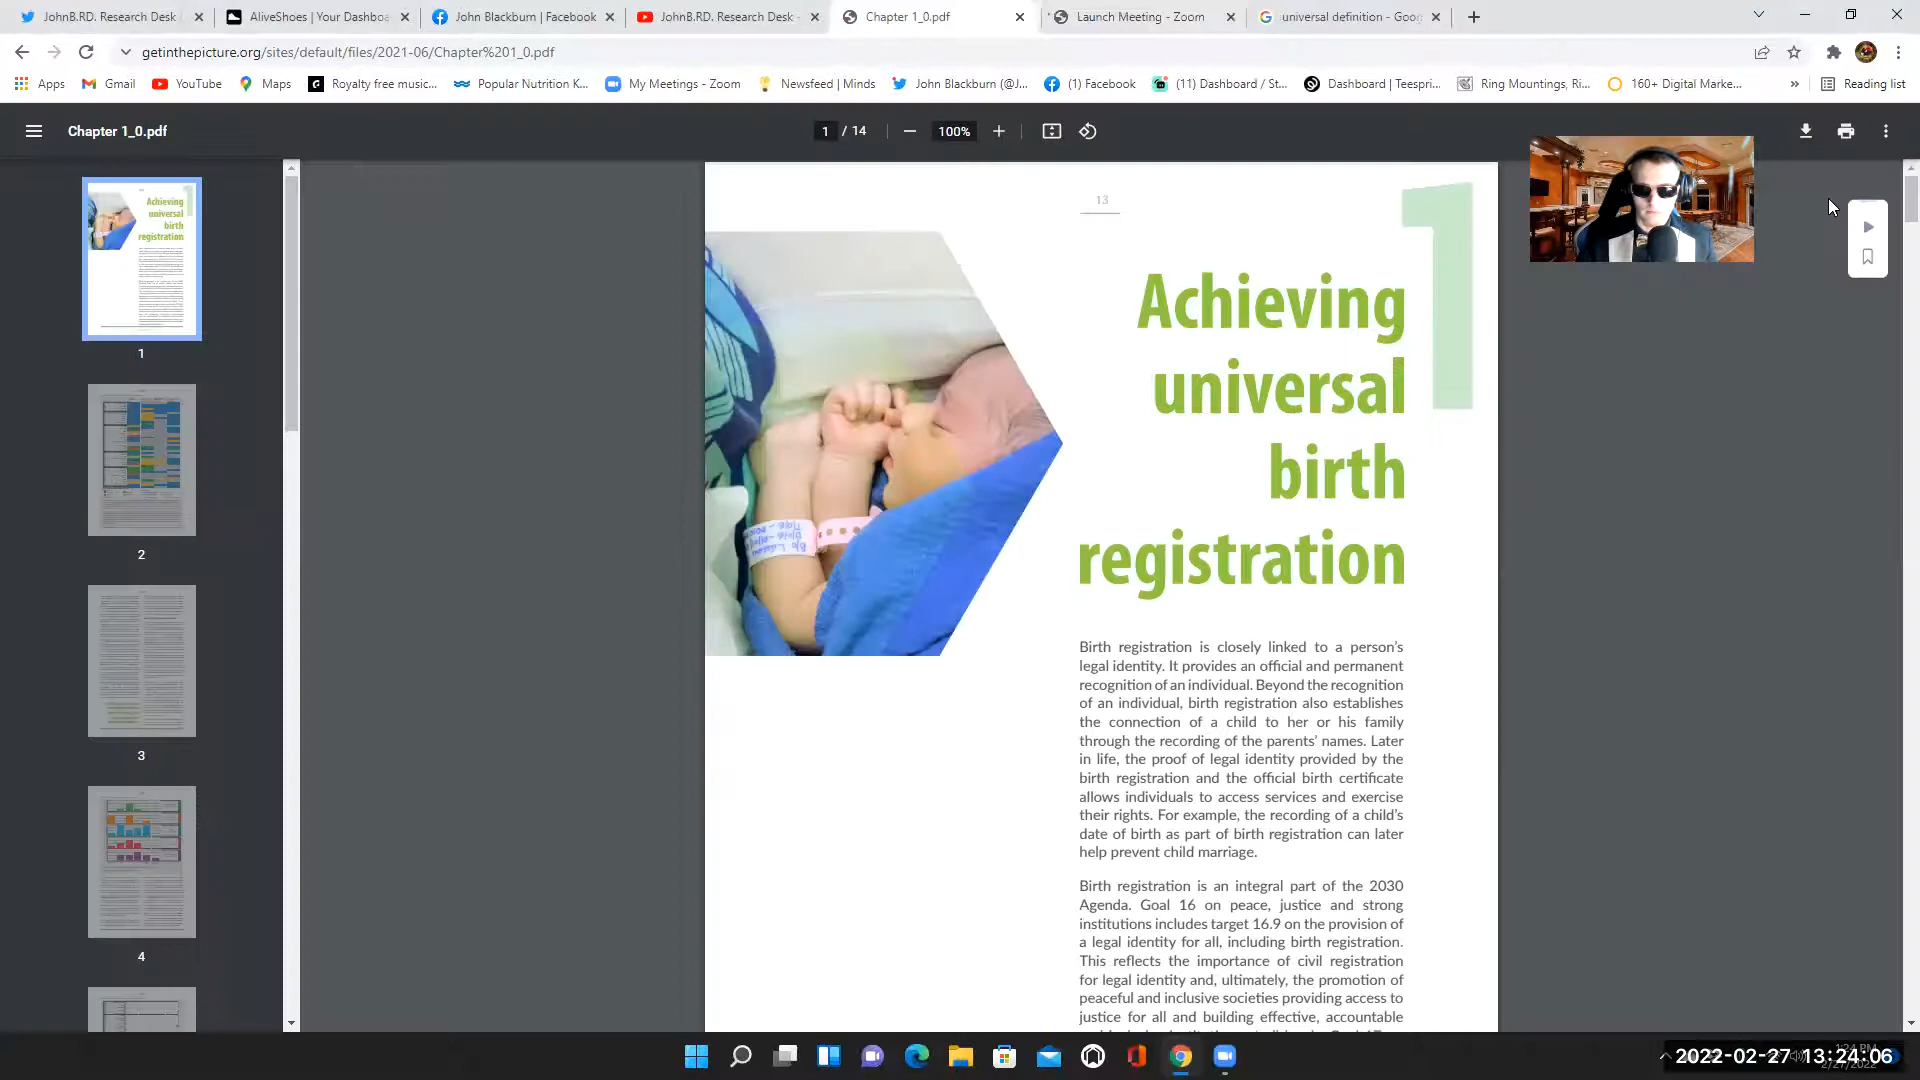 JohnB.RD. Research Desk
AliveShoes | Your Dashboa
John Blackburn | Facebook
JohnB.RD. Research Desk -
Chapter 1_0.pdf
Launch Meeting - Zoom
universal definition - Goo
getinthepicture.org/sites/default/files/2021-06/Chapter%201_0.pdf
Apps
Gmail
YouTube
Maps
Royalty free music...
Popular Nutrition K...
My Meetings - Zoom
Newsfeed | Minds
John Blackburn (@J...
(1) Facebook
(11) Dashboard / St...
Dashboard | Teespri...
Ring Mountings, Ri...
160+ Digital Marke...
»
Reading list
Chapter 1_0.pdf
1 / 14
100%
Achieving
universal
birth
registration
1
2
3
4
13
1
Achieving
universal
birth
registration
Birth registration is closely linked to a person's
legal identity. It provides an official and permanent
recognition of an individual. Beyond the recognition
of an individual, birth registration also establishes
the connection of a child to her or his family
through the recording of the parents' names. Later
in life, the proof of legal identity provided by the
birth registration and the official birth certificate
allows individuals to access services and exercise
their rights. For example, the recording of a child's
date of birth as part of birth registration can later
help prevent child marriage.
Birth registration is an integral part of the 2030
Agenda. Goal 16 on peace, justice and strong
institutions includes target 16.9 on the provision of
a legal identity for all, including birth registration.
This reflects the importance of civil registration
for legal identity and, ultimately, the promotion of
peaceful and inclusive societies providing access to
justice for all and building effective, accountable
1:24 PM
2022-02-27 13:24:06
2/27/2022